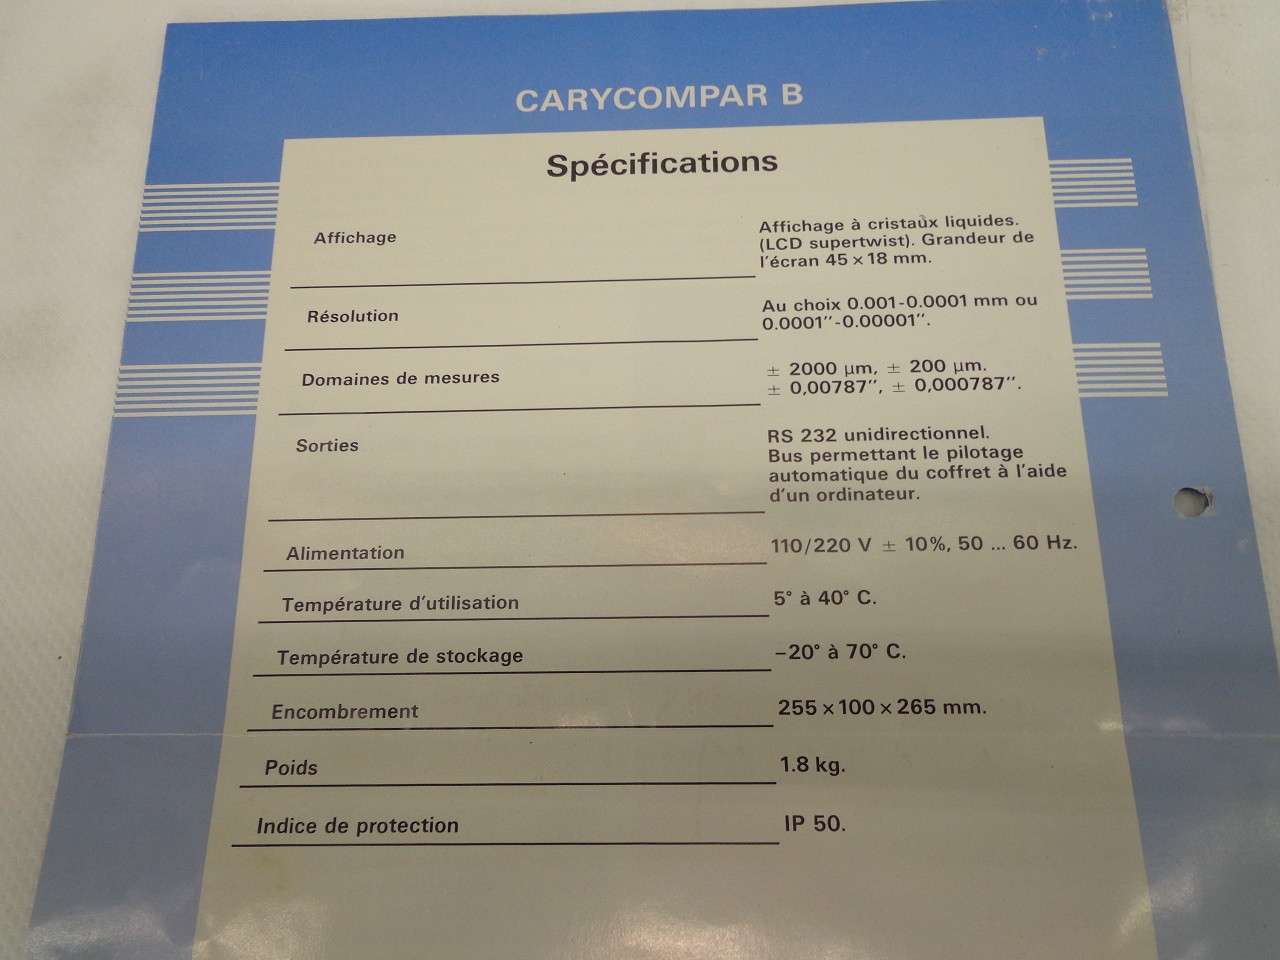 CARYCOMPAR B
Spécifications
Affichage
Affichage à cristaux liquides.
(LCD supertwist). Grandeur de
l'écran 45 x 18 mm.
Résolution
Au choix 0.001-0.0001 mm ou
0.0001"-0.00001".
Domaines de mesures
± 2000 µm, ± 200 µm.
± 0,00787", ± 0,000787".
Sorties
RS 232 unidirectionnel.
Bus permettant le pilotage
automatique du coffret à l'aide
d'un ordinateur.
Alimentation
110/220 V ± 10%, 50 ... 60 Hz.
Température d'utilisation
5° à 40° C.
Température de stockage
−20° à 70° C.
Encombrement
255 x 100 x 265 mm.
Poids
1.8 kg.
Indice de protection
IP 50.